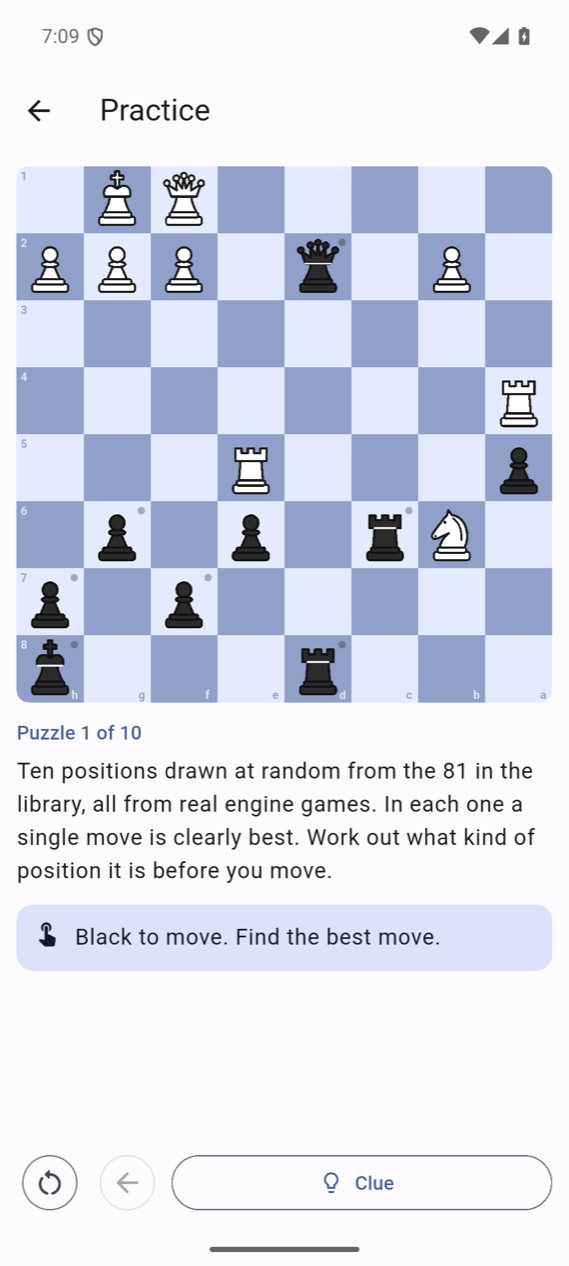 7:09
Practice
1
2
3
4
5
6
7
8
h g f e d c b a
Puzzle 1 of 10
Ten positions drawn at random from the 81 in the
library, all from real engine games. In each one a
single move is clearly best. Work out what kind of
position it is before you move.
Black to move. Find the best move.
Clue